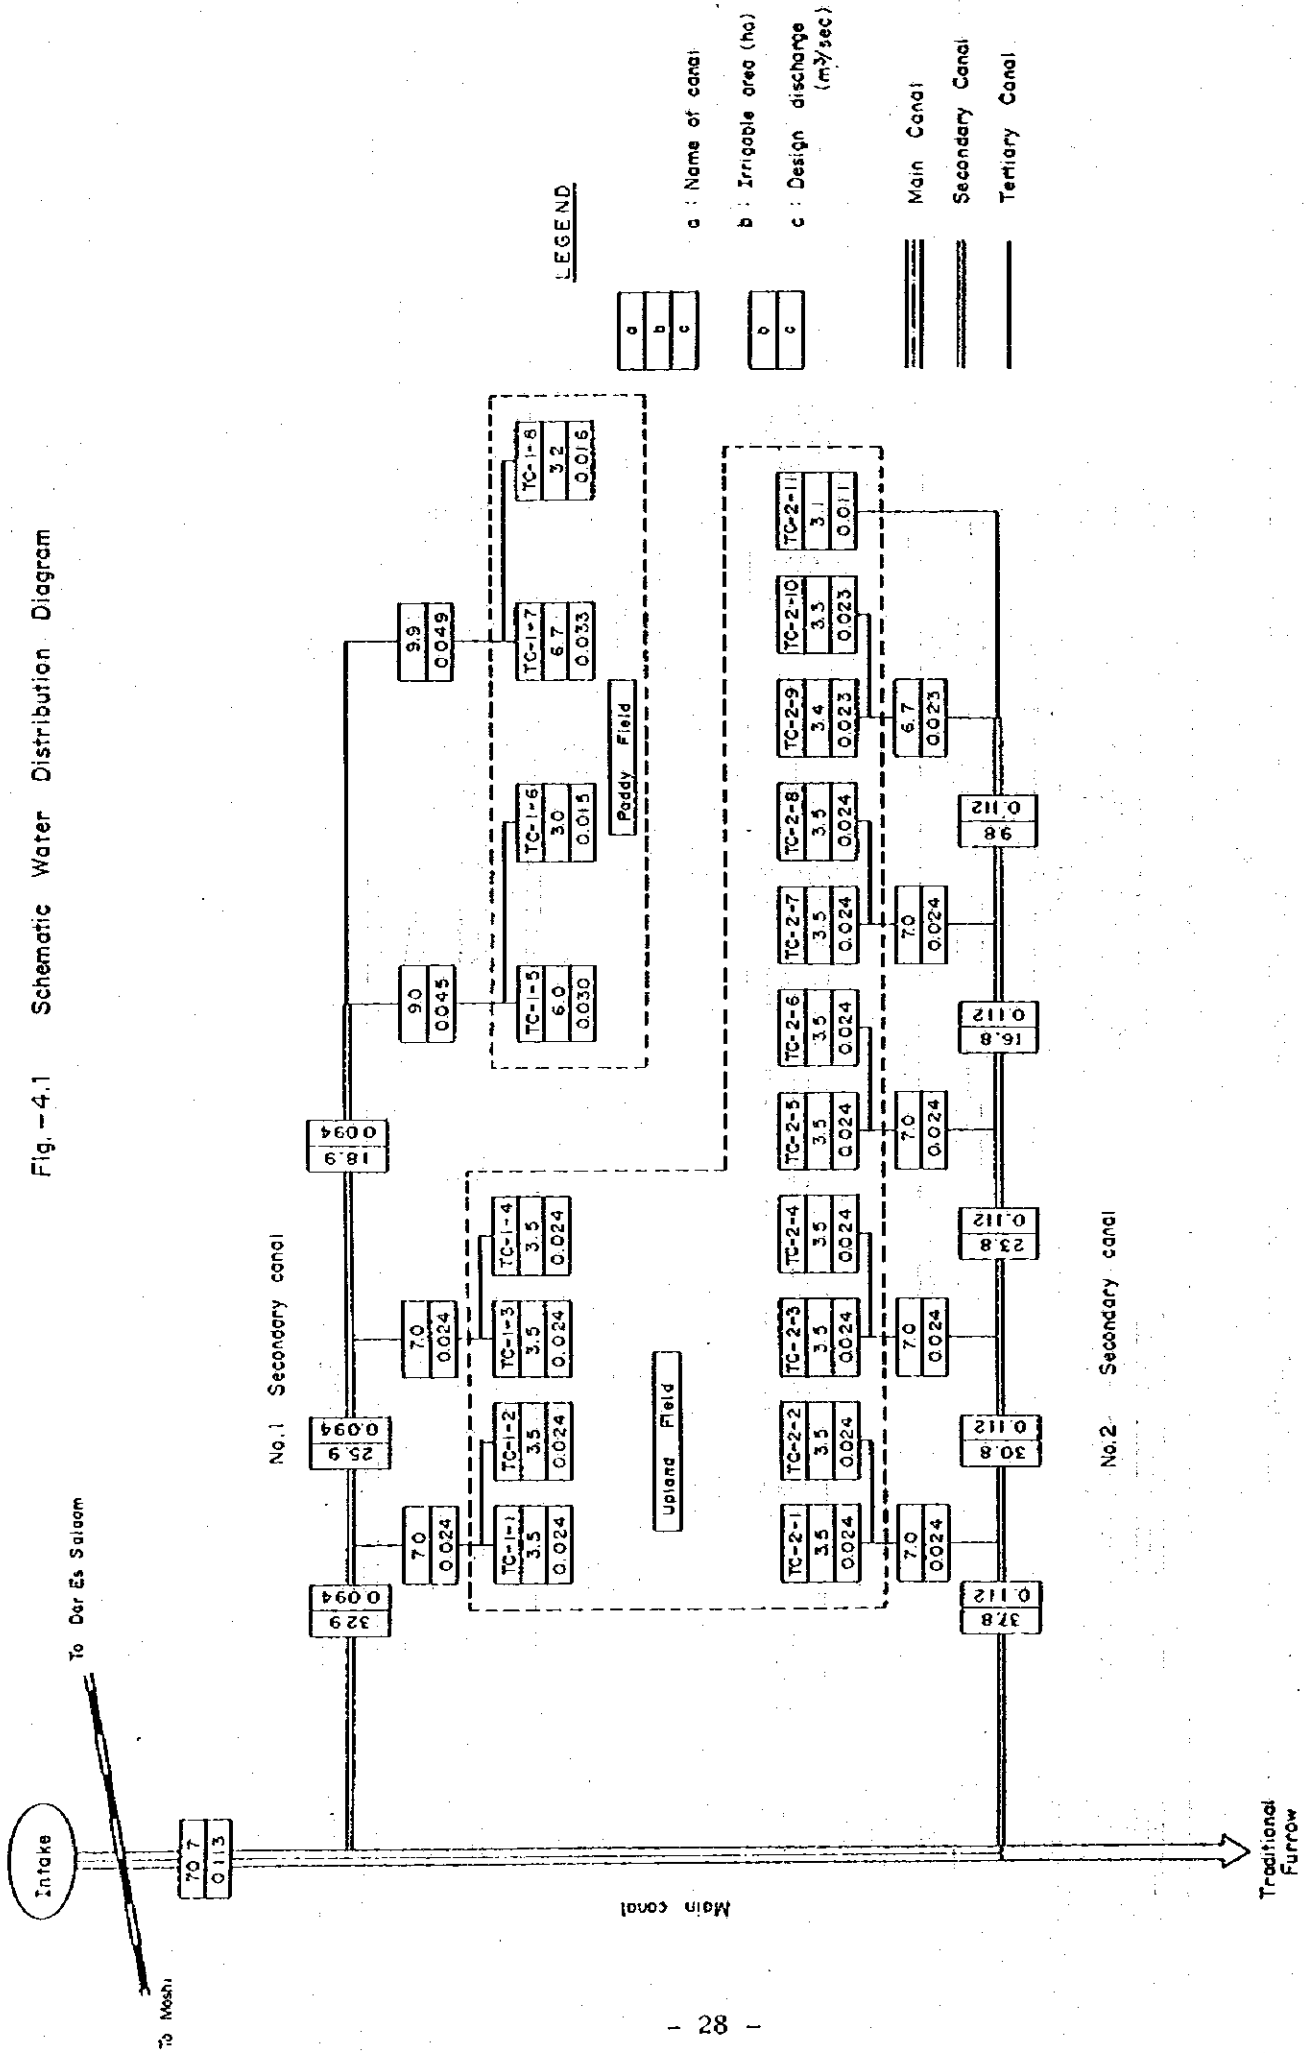 Fig.-4.1 Schematic Water Distribution Diagram
Intake
To Moshi
To Dar Es Salaam
70.7
0.113
Main canal
Traditional
Furrow
No.1 Secondary canal
32.9
0.094
25.9
0.094
18.9
0.094
7.0
0.024
7.0
0.024
9.0
0.045
9.9
0.049
TC-1-1
3.5
0.024
TC-1-2
3.5
0.024
TC-1-3
3.5
0.024
TC-1-4
3.5
0.024
TC-1-5
6.0
0.030
TC-1-6
3.0
0.015
TC-1-7
6.7
0.033
TC-1-8
3.2
0.016
Paddy Field
Upland Field
TC-2-1
3.5
0.024
TC-2-2
3.5
0.024
TC-2-3
3.5
0.024
TC-2-4
3.5
0.024
TC-2-5
3.5
0.024
TC-2-6
3.5
0.024
TC-2-7
3.5
0.024
TC-2-8
3.5
0.024
TC-2-9
3.4
0.023
TC-2-10
3.3
0.023
TC-2-11
3.1
0.011
7.0
0.024
7.0
0.024
7.0
0.024
7.0
0.024
6.7
0.023
37.8
0.112
30.8
0.112
23.8
0.112
16.8
0.112
9.8
0.112
No.2 Secondary canal
LEGEND
a
b
c
b
c
a : Name of canal
b : Irrigable area (ha)
c : Design discharge
(m³/sec)
Main Canal
Secondary Canal
Tertiary Canal
- 28 -